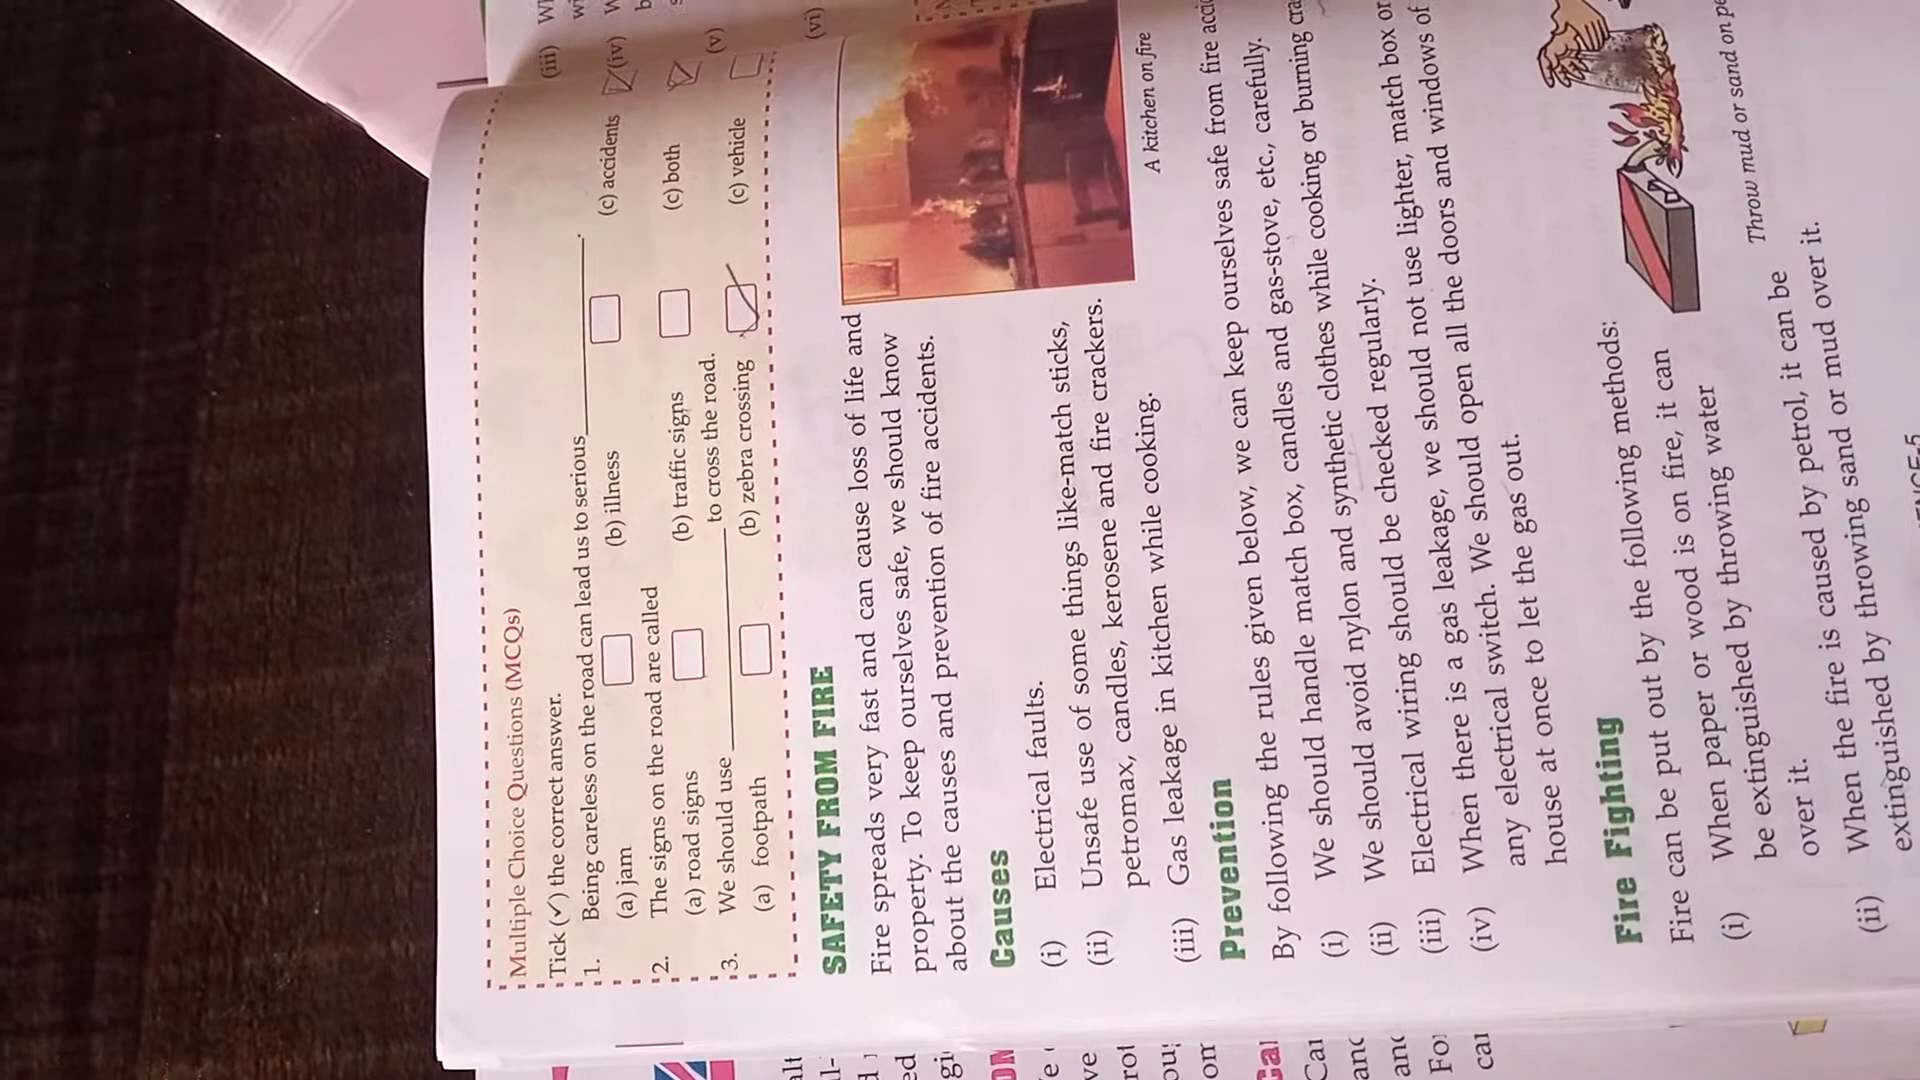 Multiple Choice Questions (MCQs)
Tick (✓) the correct answer.
1. Being careless on the road can lead us to serious ____________.
(a) jam (b) illness (c) accidents
2. The signs on the road are called
(a) road signs (b) traffic signs (c) both
3. We should use ____________ to cross the road.
(a) footpath (b) zebra crossing (c) vehicle
SAFETY FROM FIRE
Fire spreads very fast and can cause loss of life and
property. To keep ourselves safe, we should know
about the causes and prevention of fire accidents.
A kitchen on fire
Causes
(i) Electrical faults.
(ii) Unsafe use of some things like-match sticks,
petromax, candles, kerosene and fire crackers.
(iii) Gas leakage in kitchen while cooking.
Prevention
By following the rules given below, we can keep ourselves safe from fire
(i) We should handle match box, candles and gas-stove, etc., carefully.
(ii) We should avoid nylon and synthetic clothes while cooking or burning
(iii) Electrical wiring should be checked regularly.
(iv) When there is a gas leakage, we should not use lighter, match box or
any electrical switch. We should open all the doors and windows of
house at once to let the gas out.
Fire Fighting
Fire can be put out by the following methods:
(i) When paper or wood is on fire, it can
be extinguished by throwing water
over it.
Throw mud or sand on
(ii) When the fire is caused by petrol, it can be
extinguished by throwing sand or mud over it.
(iii)
(iv)
(v)
(vi)